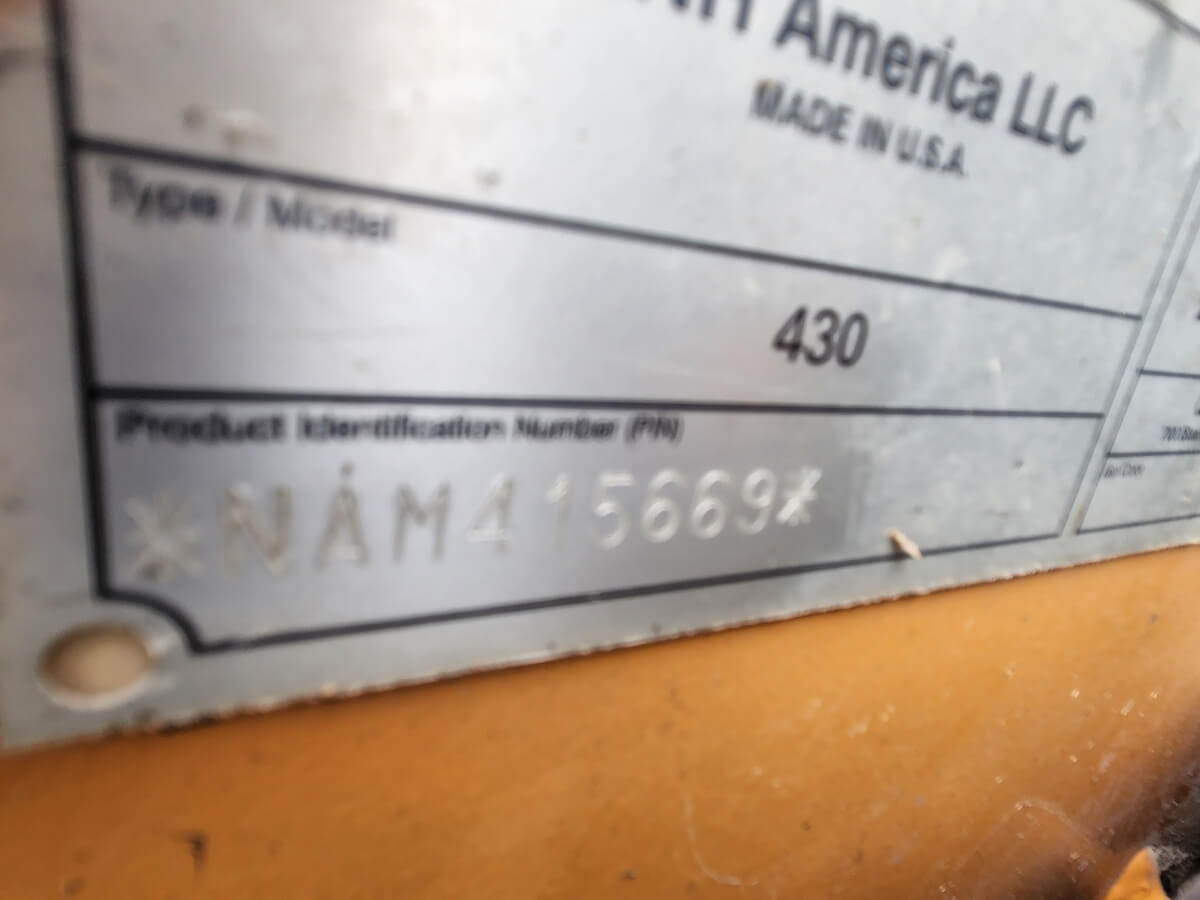 America LLC
MADE IN U.S.A.
Type / Model
430
Product Identification Number (PIN)
*NAM415669*